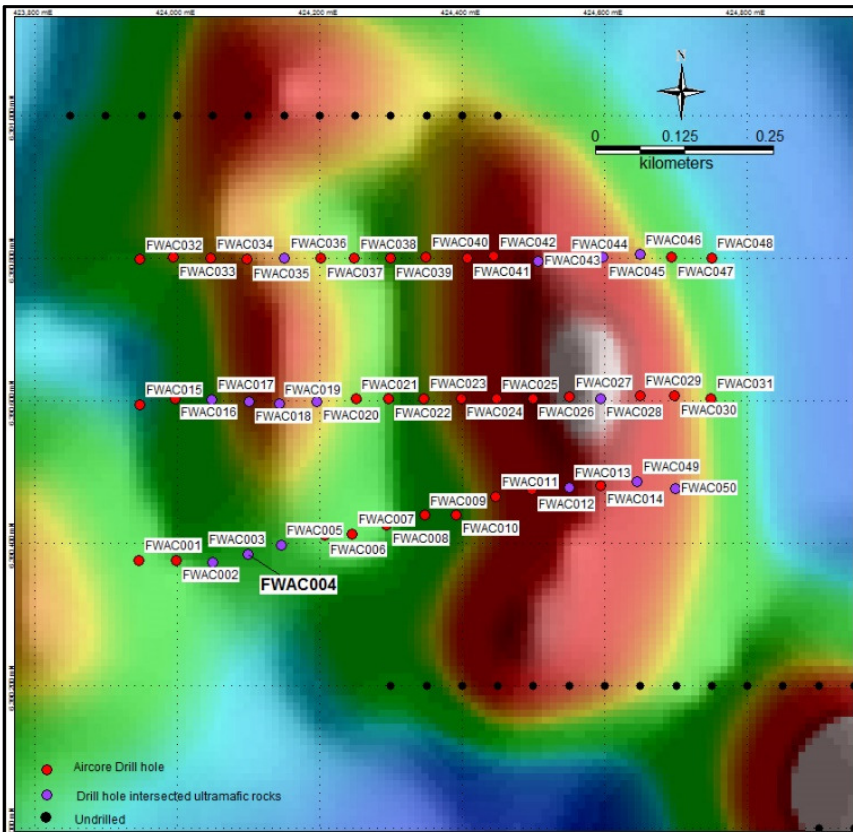 423,800 mE 424,000 mE 424,200 mE 424,400 mE 424,600 mE 424,800 mE
N
0 0.125 0.25
kilometers
FWAC032 FWAC034 FWAC036 FWAC038 FWAC040 FWAC042 FWAC044 FWAC046 FWAC048
FWAC033 FWAC035 FWAC037 FWAC039 FWAC041 FWAC043 FWAC045 FWAC047
FWAC015 FWAC017 FWAC019 FWAC021 FWAC023 FWAC025 FWAC027 FWAC029 FWAC031
FWAC016 FWAC018 FWAC020 FWAC022 FWAC024 FWAC026 FWAC028 FWAC030
FWAC011 FWAC013 FWAC049
FWAC009 FWAC012 FWAC014 FWAC050
FWAC001 FWAC003 FWAC005 FWAC007 FWAC010
FWAC002 FWAC006 FWAC008
FWAC004
Aircore Drill hole
Drill hole intersected ultramafic rocks
Undrilled